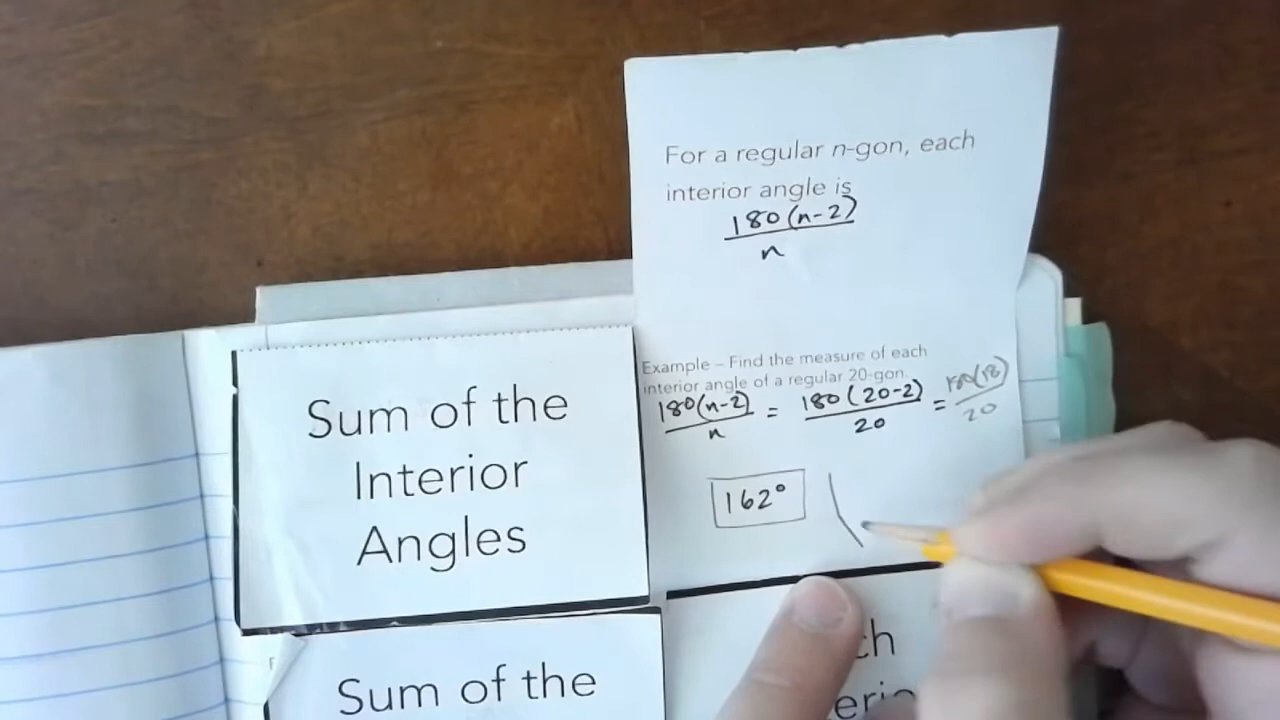 For a regular n-gon, each
interior angle is
180(n-2)
n
Example – Find the measure of each
interior angle of a regular 20-gon.
180(n-2)/n = 180(20-2)/20 = 180(18)/20
162°
Sum of the
Interior
Angles
Sum of the